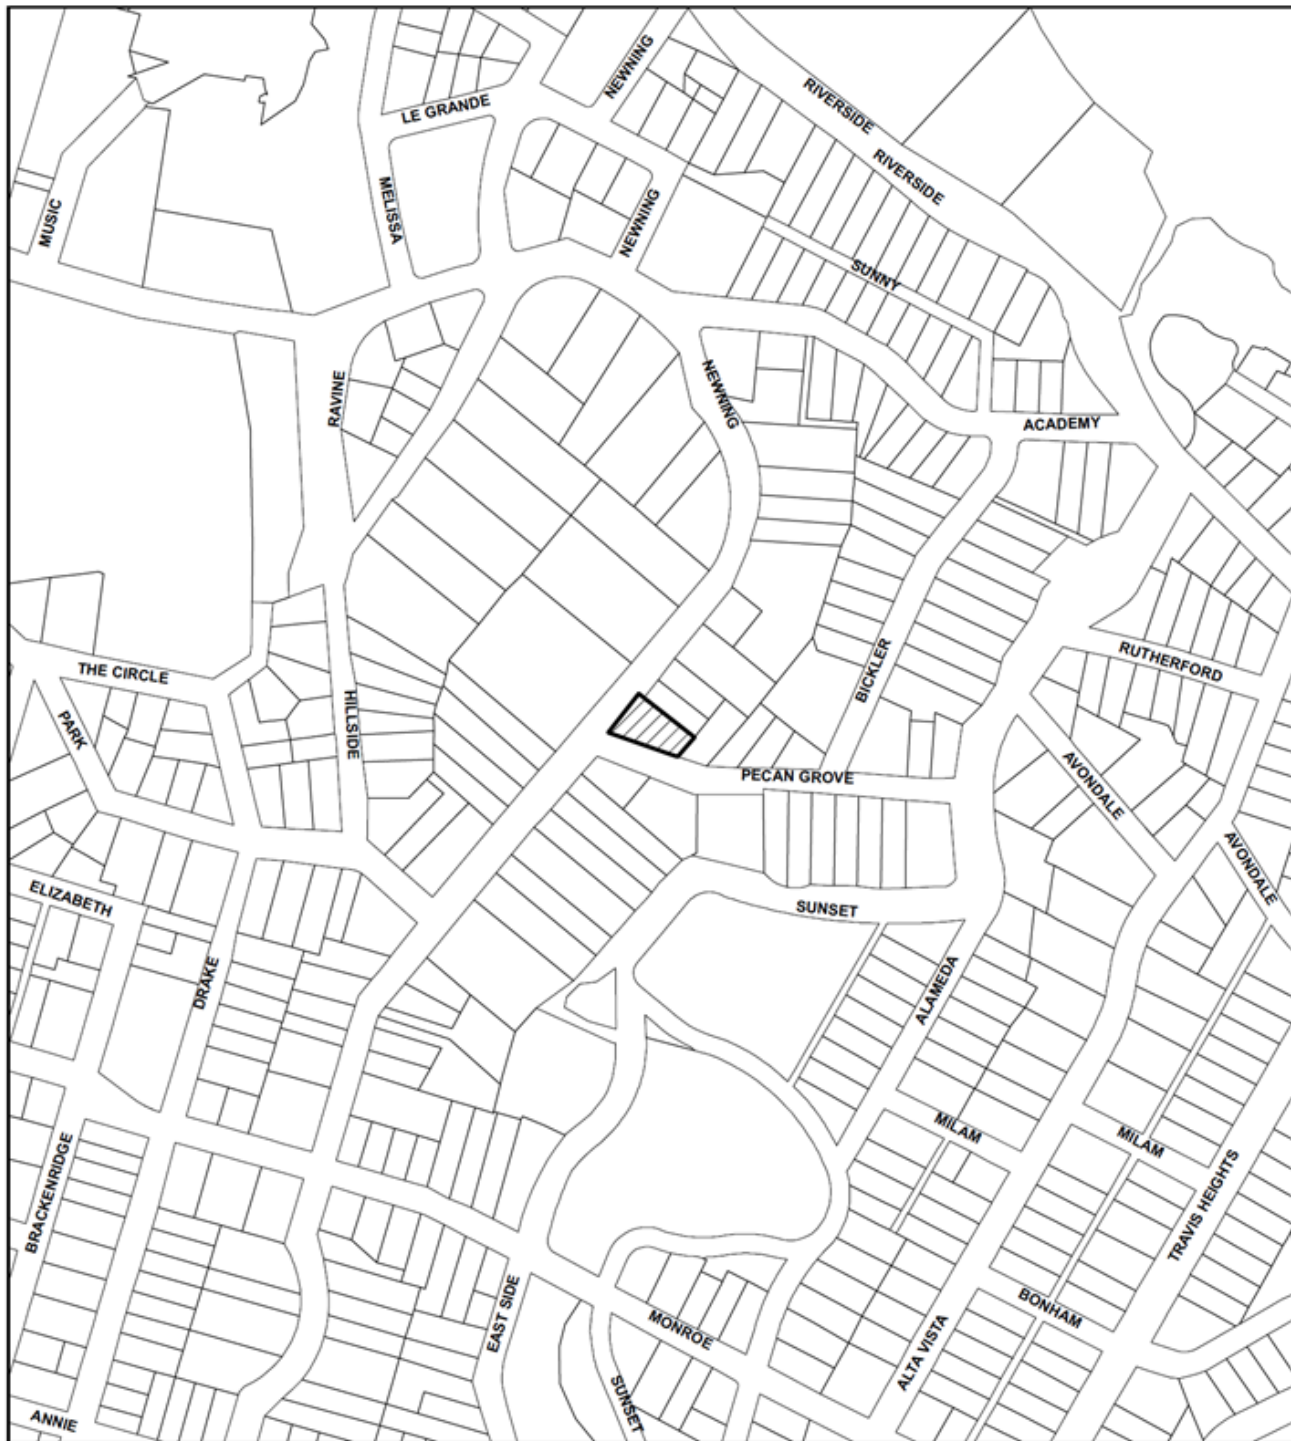 NEWNING
RIVERSIDE
LE GRANDE
RIVERSIDE
MUSIC
MELISSA
NEWNING
SUNNY
RAVINE
NEWNING
ACADEMY
RUTHERFORD
THE CIRCLE
BICKLER
PARK
HILLSIDE
PECAN GROVE
AVONDALE
AVONDALE
ELIZABETH
SUNSET
DRAKE
ALAMEDA
MILAM
MILAM
BRACKENRIDGE
TRAVIS HEIGHTS
EAST SIDE
MONROE
BONHAM
ALTA VISTA
SUNSET
ANNIE